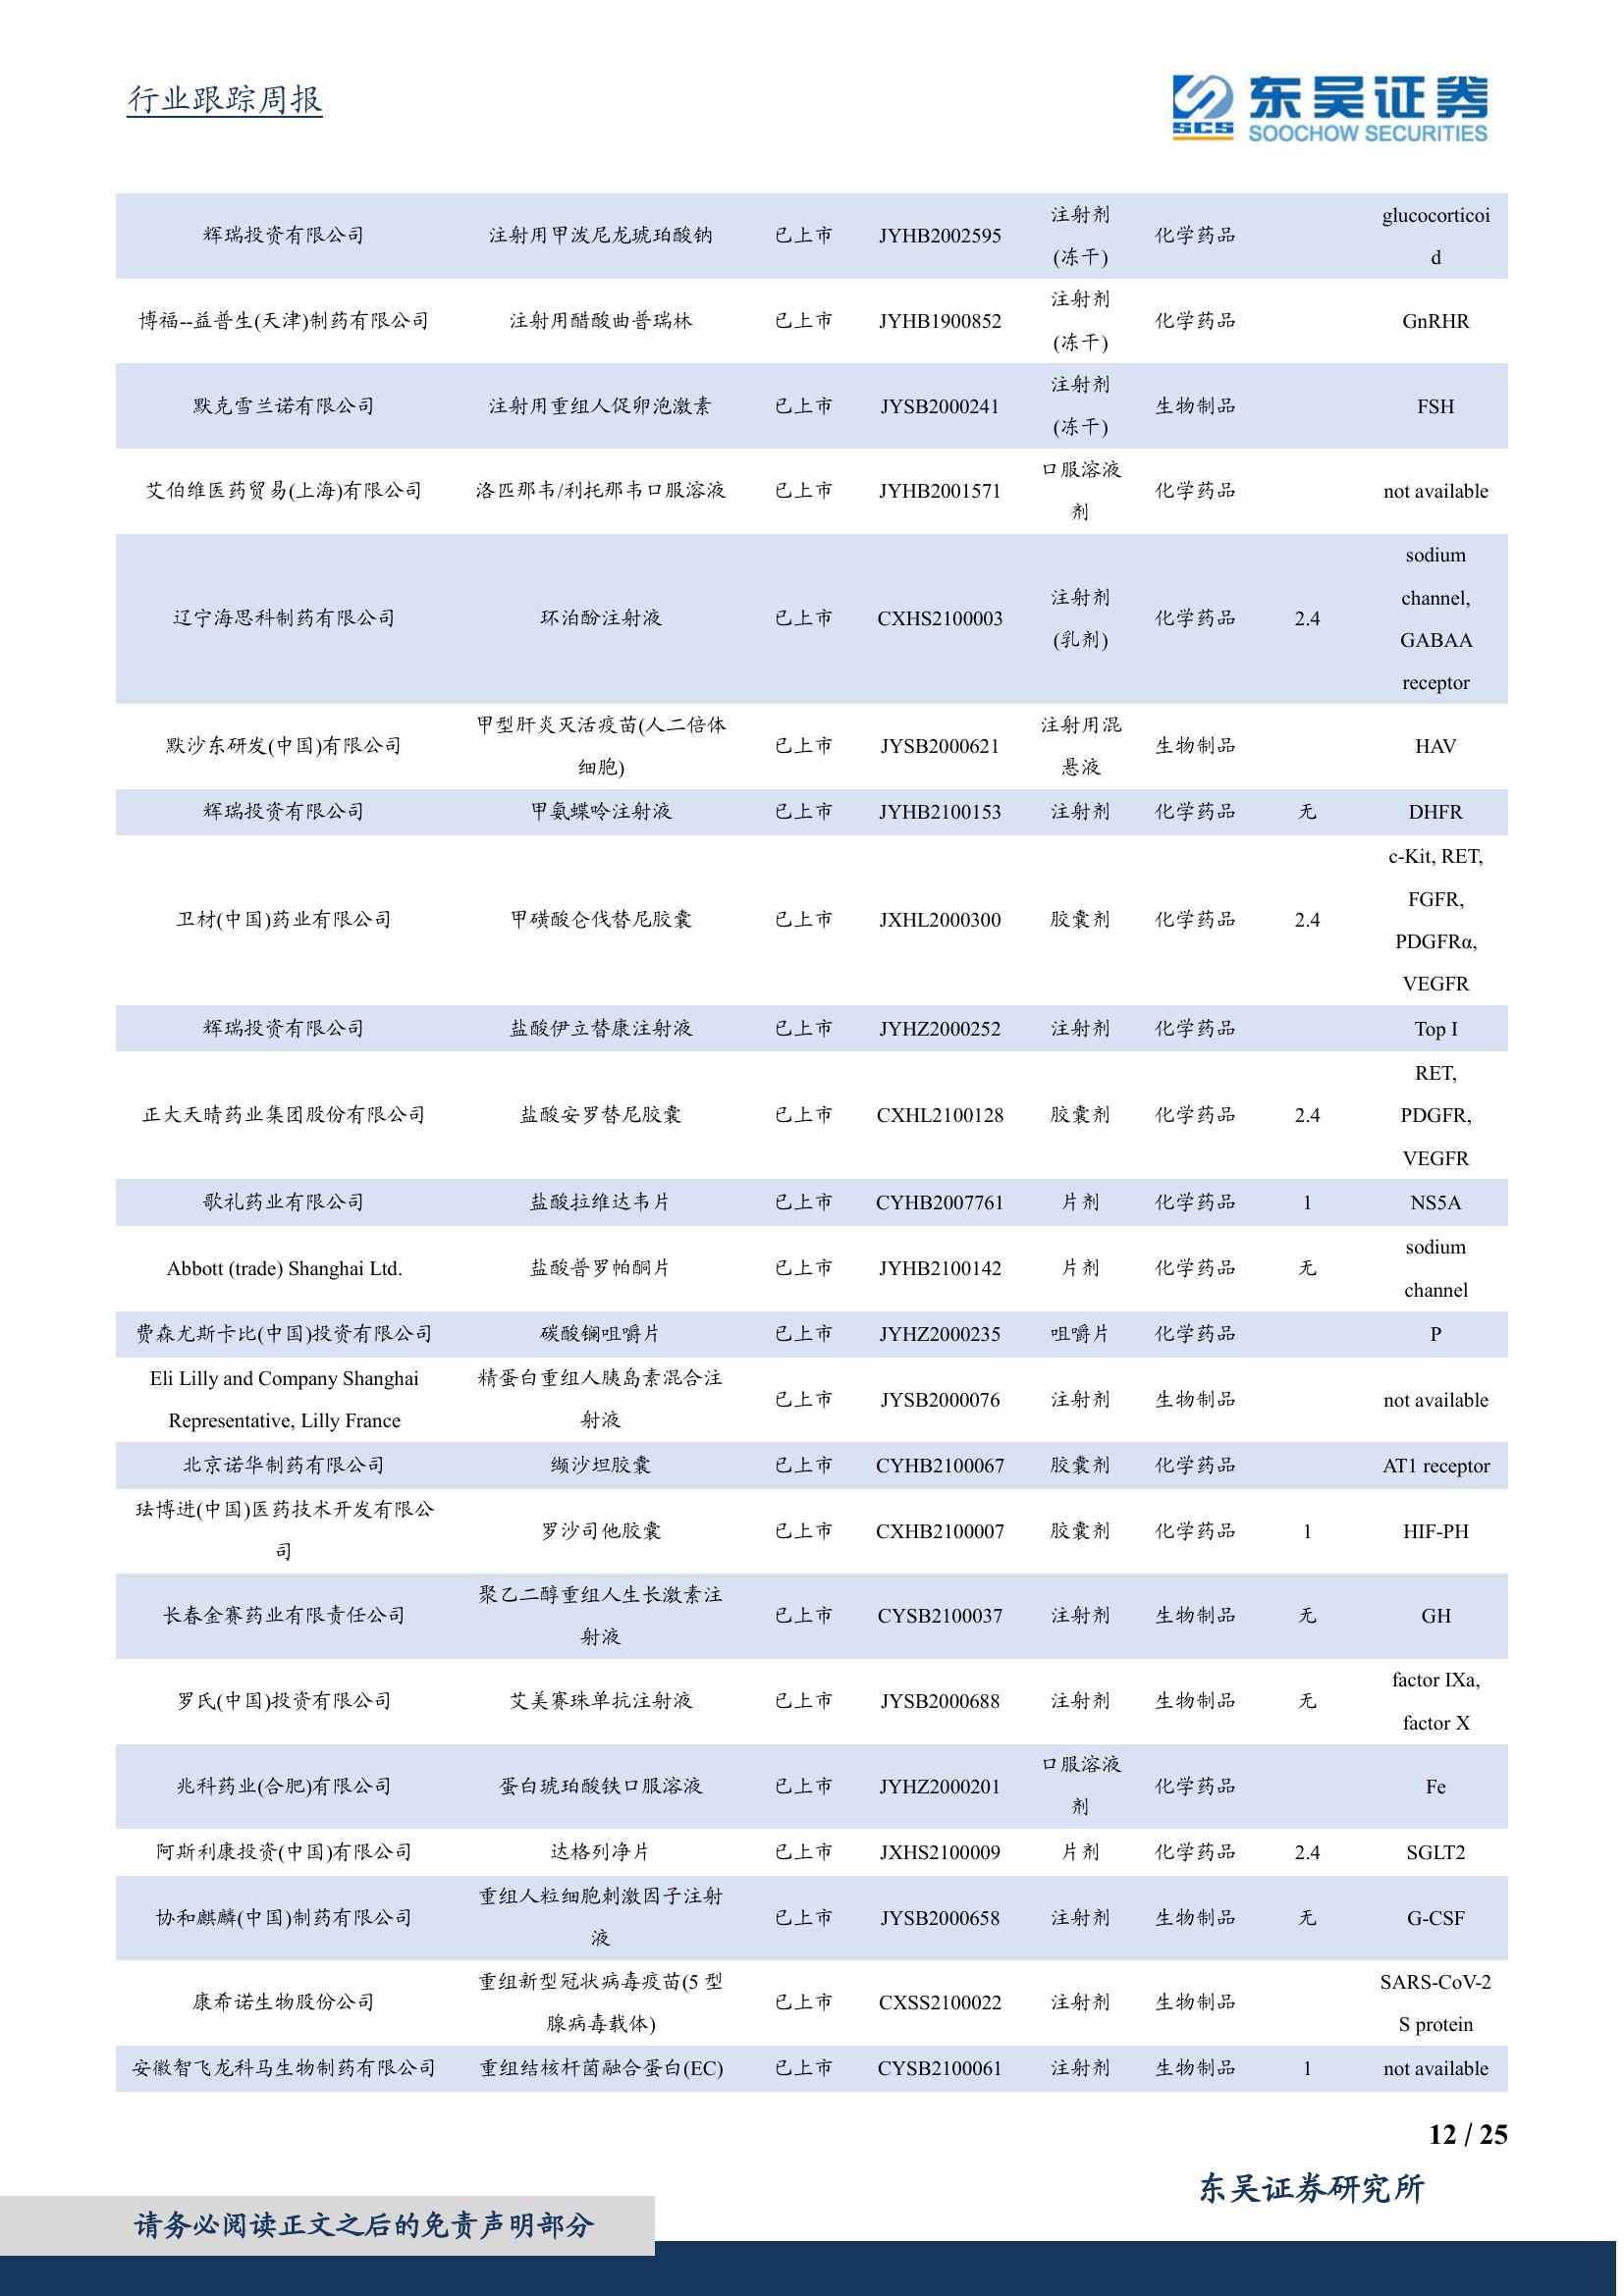 行业跟踪周报
SCS
东吴证券
SOOCHOW SECURITIES
辉瑞投资有限公司 注射用甲泼尼龙琥珀酸钠 已上市 JYHB2002595 注射剂(冻干) 化学药品 glucocorticoid
博福--益普生(天津)制药有限公司 注射用醋酸曲普瑞林 已上市 JYHB1900852 注射剂(冻干) 化学药品 GnRHR
默克雪兰诺有限公司 注射用重组人促卵泡激素 已上市 JYSB2000241 注射剂(冻干) 生物制品 FSH
艾伯维医药贸易(上海)有限公司 洛匹那韦/利托那韦口服溶液 已上市 JYHB2001571 口服溶液剂 化学药品 not available
辽宁海思科制药有限公司 环泊酚注射液 已上市 CXHS2100003 注射剂(乳剂) 化学药品 2.4 sodium channel, GABAA receptor
默沙东研发(中国)有限公司 甲型肝炎灭活疫苗(人二倍体细胞) 已上市 JYSB2000621 注射用混悬液 生物制品 HAV
辉瑞投资有限公司 甲氨蝶呤注射液 已上市 JYHB2100153 注射剂 化学药品 无 DHFR
卫材(中国)药业有限公司 甲磺酸仑伐替尼胶囊 已上市 JXHL2000300 胶囊剂 化学药品 2.4 c-Kit, RET, FGFR, PDGFRα, VEGFR
辉瑞投资有限公司 盐酸伊立替康注射液 已上市 JYHZ2000252 注射剂 化学药品 Top I
正大天晴药业集团股份有限公司 盐酸安罗替尼胶囊 已上市 CXHL2100128 胶囊剂 化学药品 2.4 RET, PDGFR, VEGFR
歌礼药业有限公司 盐酸拉维达韦片 已上市 CYHB2007761 片剂 化学药品 1 NS5A
Abbott (trade) Shanghai Ltd. 盐酸普罗帕酮片 已上市 JYHB2100142 片剂 化学药品 无 sodium channel
费森尤斯卡比(中国)投资有限公司 碳酸镧咀嚼片 已上市 JYHZ2000235 咀嚼片 化学药品 P
Eli Lilly and Company Shanghai Representative, Lilly France 精蛋白重组人胰岛素混合注射液 已上市 JYSB2000076 注射剂 生物制品 not available
北京诺华制药有限公司 缬沙坦胶囊 已上市 CYHB2100067 胶囊剂 化学药品 AT1 receptor
珐博进(中国)医药技术开发有限公司 罗沙司他胶囊 已上市 CXHB2100007 胶囊剂 化学药品 1 HIF-PH
长春金赛药业有限责任公司 聚乙二醇重组人生长激素注射液 已上市 CYSB2100037 注射剂 生物制品 无 GH
罗氏(中国)投资有限公司 艾美赛珠单抗注射液 已上市 JYSB2000688 注射剂 生物制品 无 factor IXa, factor X
兆科药业(合肥)有限公司 蛋白琥珀酸铁口服溶液 已上市 JYHZ2000201 口服溶液剂 化学药品 Fe
阿斯利康投资(中国)有限公司 达格列净片 已上市 JXHS2100009 片剂 化学药品 2.4 SGLT2
协和麒麟(中国)制药有限公司 重组人粒细胞刺激因子注射液 已上市 JYSB2000658 注射剂 生物制品 无 G-CSF
康希诺生物股份公司 重组新型冠状病毒疫苗(5 型腺病毒载体) 已上市 CXSS2100022 注射剂 生物制品 SARS-CoV-2 S protein
安徽智飞龙科马生物制药有限公司 重组结核杆菌融合蛋白(EC) 已上市 CYSB2100061 注射剂 生物制品 1 not available
12 / 25
东吴证券研究所
请务必阅读正文之后的免责声明部分